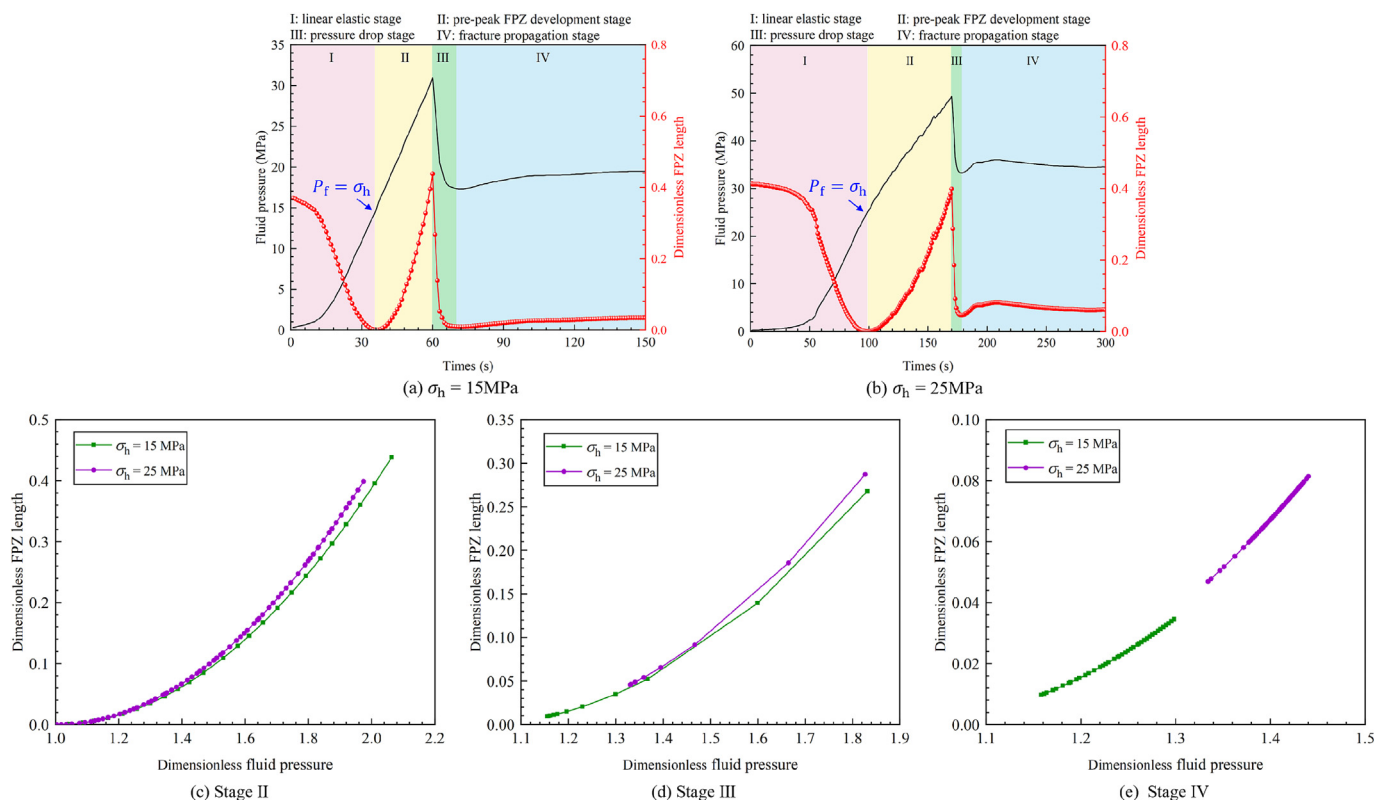 I: linear elastic stage
II: pre-peak FPZ development stage
III: pressure drop stage
IV: fracture propagation stage
35
30
25
20
15
10
5
0
Fluid pressure (MPa)
I
II
III
IV
P_f = σ_h
0.8
0.6
0.4
0.2
0.0
Dimensionless FPZ length
0
30
60
90
120
150
Times (s)
(a) σ_h = 15MPa
I: linear elastic stage
II: pre-peak FPZ development stage
III: pressure drop stage
IV: fracture propagation stage
60
50
40
30
20
10
0
Fluid pressure (MPa)
I
II
III
IV
P_f = σ_h
0.8
0.6
0.4
0.2
0.0
Dimensionless FPZ length
0
50
100
150
200
250
300
Times (s)
(b) σ_h = 25MPa
0.5
0.4
0.3
0.2
0.1
0.0
Dimensionless FPZ length
σ_h = 15 MPa
σ_h = 25 MPa
1.0
1.2
1.4
1.6
1.8
2.0
2.2
Dimensionless fluid pressure
(c) Stage II
0.35
0.30
0.25
0.20
0.15
0.10
0.05
0.00
Dimensionless FPZ length
σ_h = 15 MPa
σ_h = 25 MPa
1.1
1.2
1.3
1.4
1.5
1.6
1.7
1.8
1.9
Dimensionless fluid pressure
(d) Stage III
0.10
0.08
0.06
0.04
0.02
0.00
Dimensionless FPZ length
σ_h = 15 MPa
σ_h = 25 MPa
1.1
1.2
1.3
1.4
1.5
Dimensionless fluid pressure
(e) Stage IV